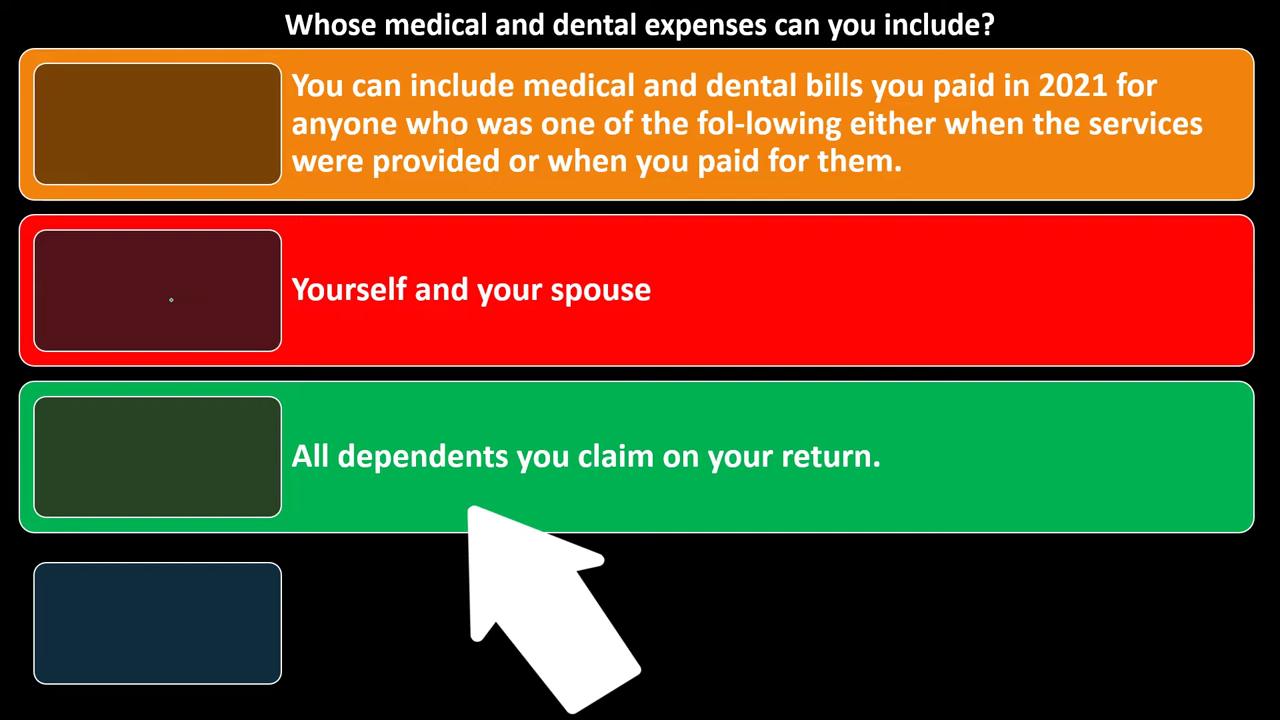 Whose medical and dental expenses can you include?
You can include medical and dental bills you paid in 2021 for
anyone who was one of the fol-lowing either when the services
were provided or when you paid for them.
Yourself and your spouse
All dependents you claim on your return.